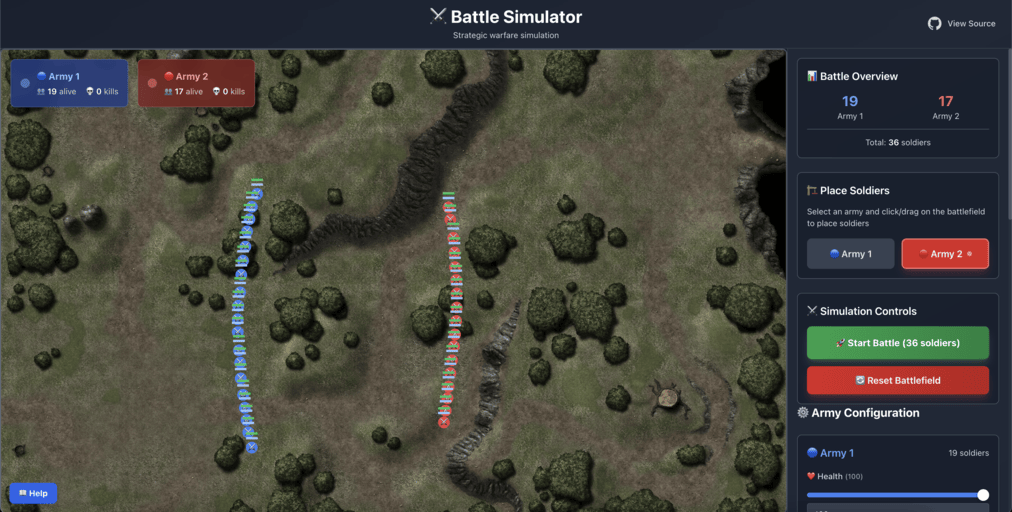 Battle Simulator
Strategic warfare simulation
View Source
Army 1
19 alive 0 kills
Army 2
17 alive 0 kills
Help
Battle Overview
19 17
Army 1 Army 2
Total: 36 soldiers
Place Soldiers
Select an army and click/drag on the battlefield
to place soldiers
Army 1 Army 2
Simulation Controls
Start Battle (36 soldiers)
Reset Battlefield
Army Configuration
Army 1 19 soldiers
Health (100)